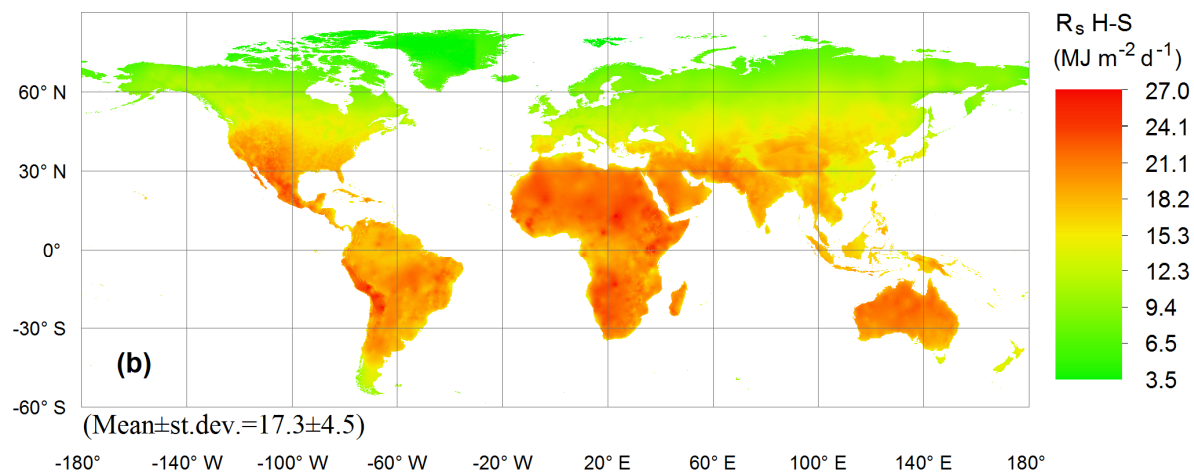 R_s H-S
(MJ m⁻² d⁻¹)
27.0
24.1
21.1
18.2
15.3
12.3
9.4
6.5
3.5
60° N
30° N
0°
-30° S
-60° S
(b)
(Mean±st.dev.=17.3±4.5)
-180° -140° W -100° W -60° W -20° W 20° E 60° E 100° E 140° E 180°